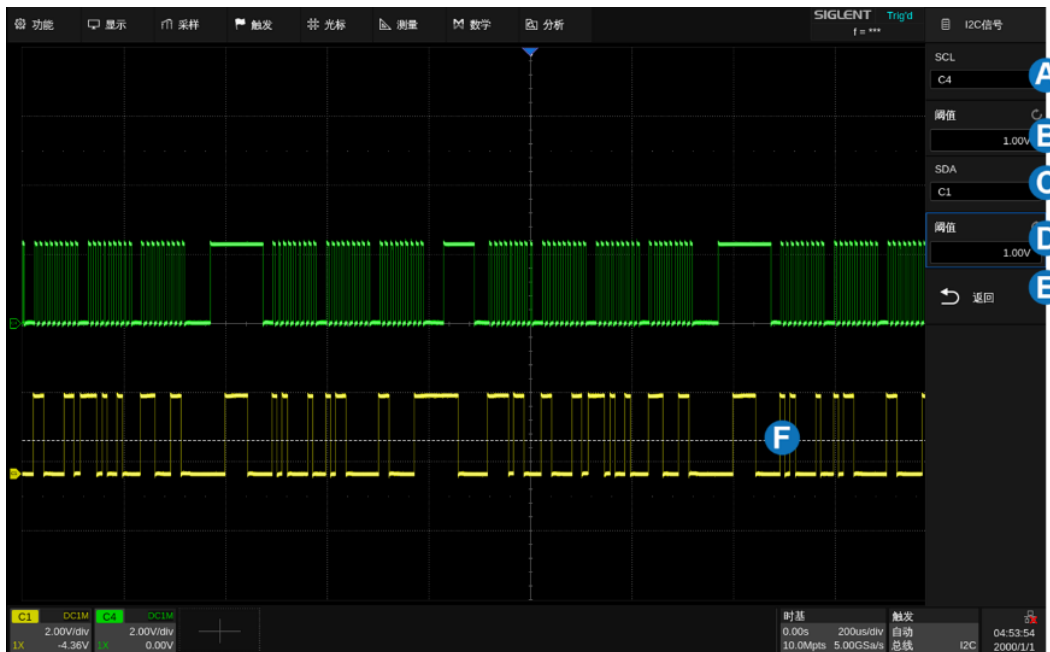 功能 显示 采样 触发 光标 测量 数学 分析
SIGLENT Trig'd
f = ***
I2C信号
SCL
C4
A
阈值
1.00V
B
SDA
C1
C
阈值
1.00V
D
返回
E
F
C1 DC1M
2.00V/div
1X -4.36V
C4 DC1M
2.00V/div
1X 0.00V
时基
0.00s 200us/div
10.0Mpts 5.00GSa/s
触发
自动
总线 I2C
04:53:54
2000/1/1